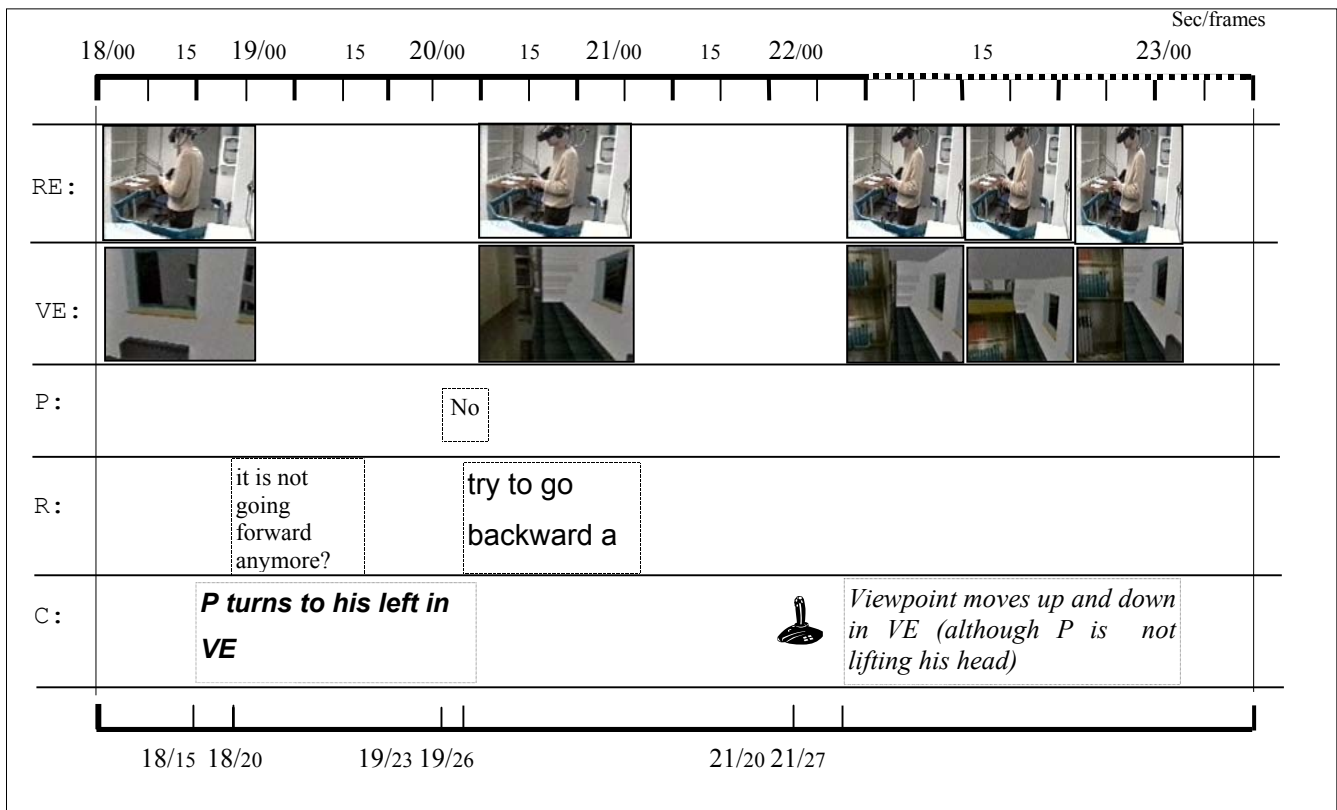 Sec/frames
18/00 15 19/00 15 20/00 15 21/00 15 22/00 15 23/00
RE:
VE:
P:
No
R:
it is not
going
forward
anymore?
try to go
backward a
C:
P turns to his left in
VE
Viewpoint moves up and down
in VE (although P is not
lifting his head)
18/15 18/20 19/23 19/26 21/20 21/27